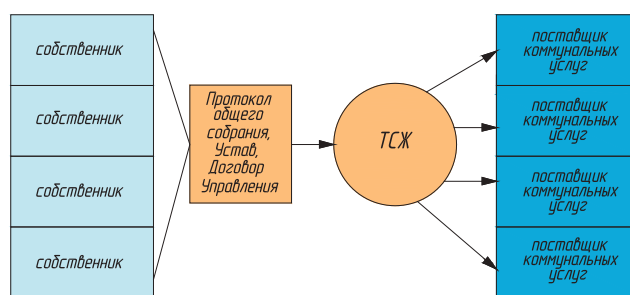 собственник
собственник
собственник
собственник
Протокол
общего
собрания,
Устав,
Договор
Управления
ТСЖ
поставщик
коммунальных
услуг
поставщик
коммунальных
услуг
поставщик
коммунальных
услуг
поставщик
коммунальных
услуг